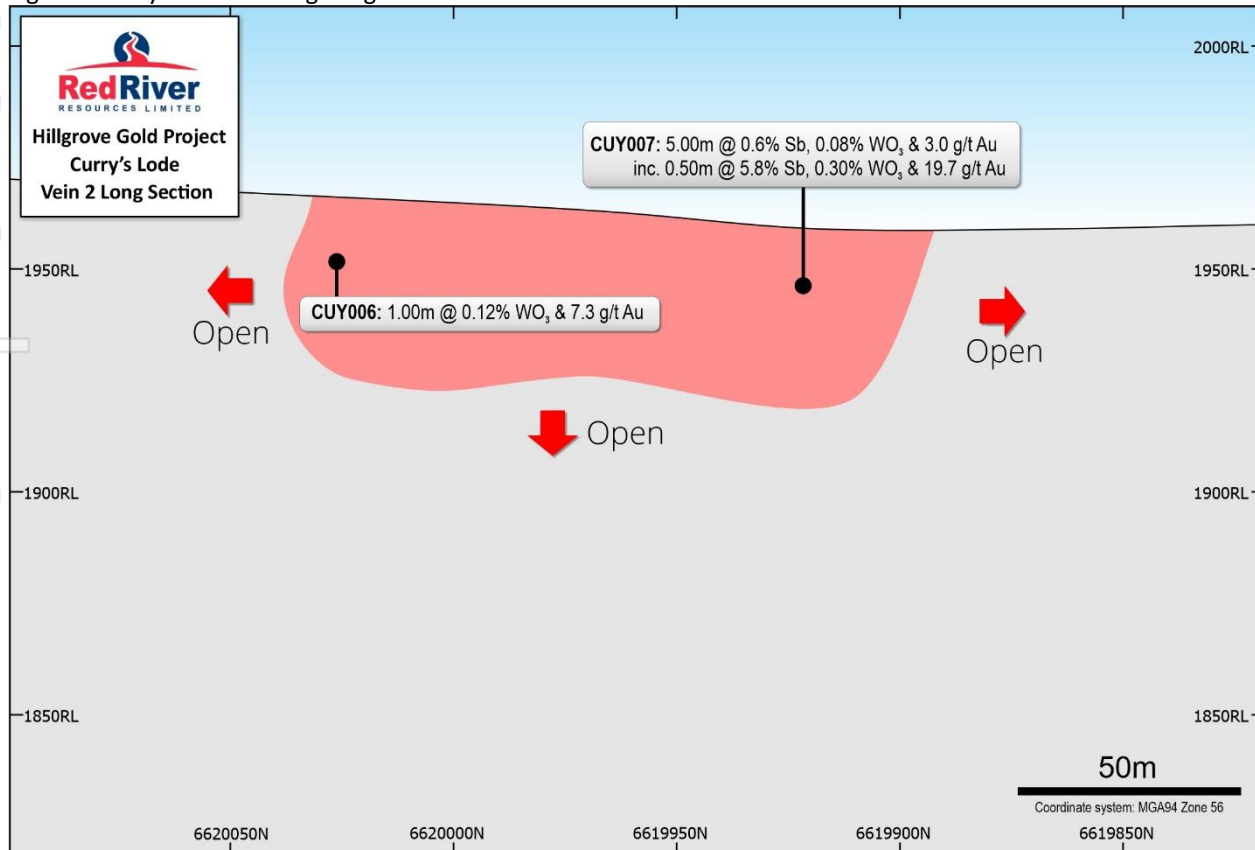 RedRiver
RESOURCES LIMITED
Hillgrove Gold Project
Curry's Lode
Vein 2 Long Section
2000RL
CUY007: 5.00m @ 0.6% Sb, 0.08% WO₃ & 3.0 g/t Au
inc. 0.50m @ 5.8% Sb, 0.30% WO₃ & 19.7 g/t Au
1950RL
1950RL
CUY006: 1.00m @ 0.12% WO₃ & 7.3 g/t Au
Open
Open
Open
1900RL
1900RL
1850RL
1850RL
50m
Coordinate system: MGA94 Zone 56
6620050N
6620000N
6619950N
6619900N
6619850N